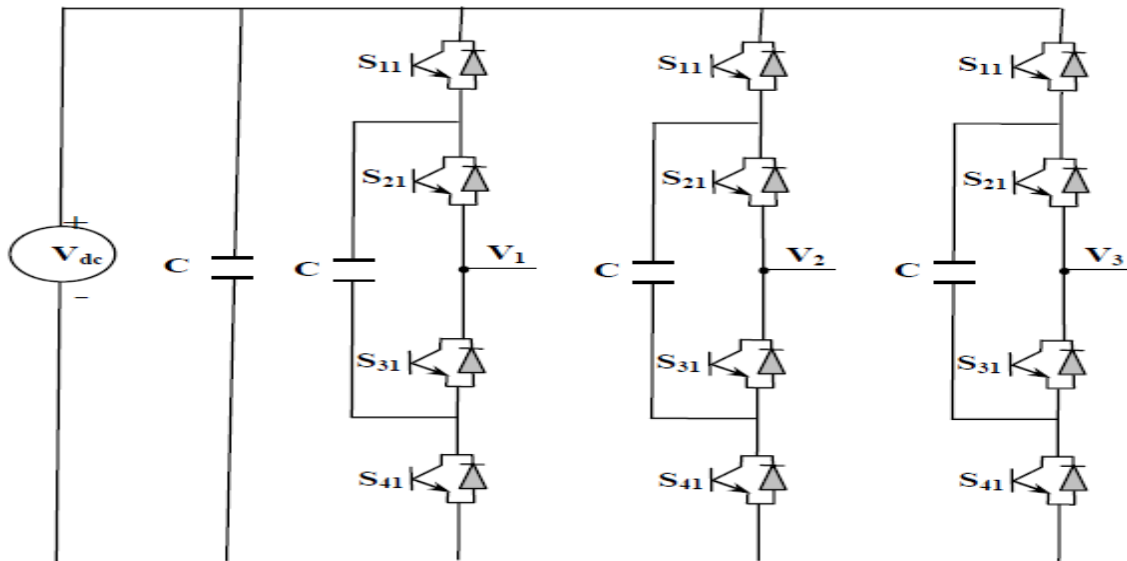 S11 S11 S11
S21 S21 S21
+
Vdc C C V1 C V2 C V3
-
S31 S31 S31
S41 S41 S41